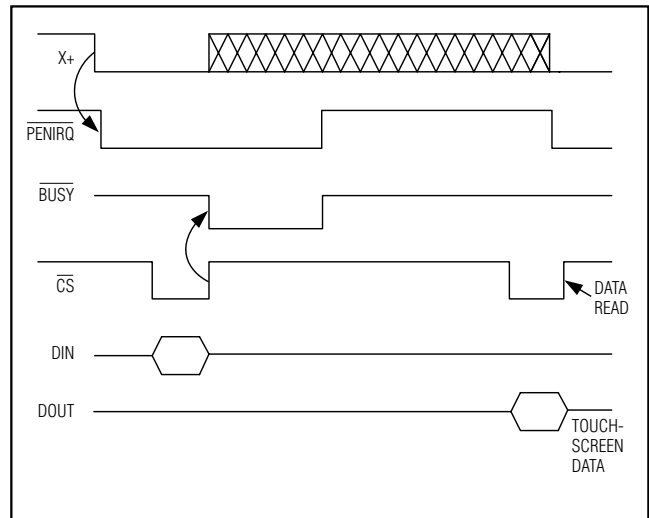 X+
PENIRQ
BUSY
CS
DATA
READ
DIN
DOUT
TOUCH-
SCREEN
DATA